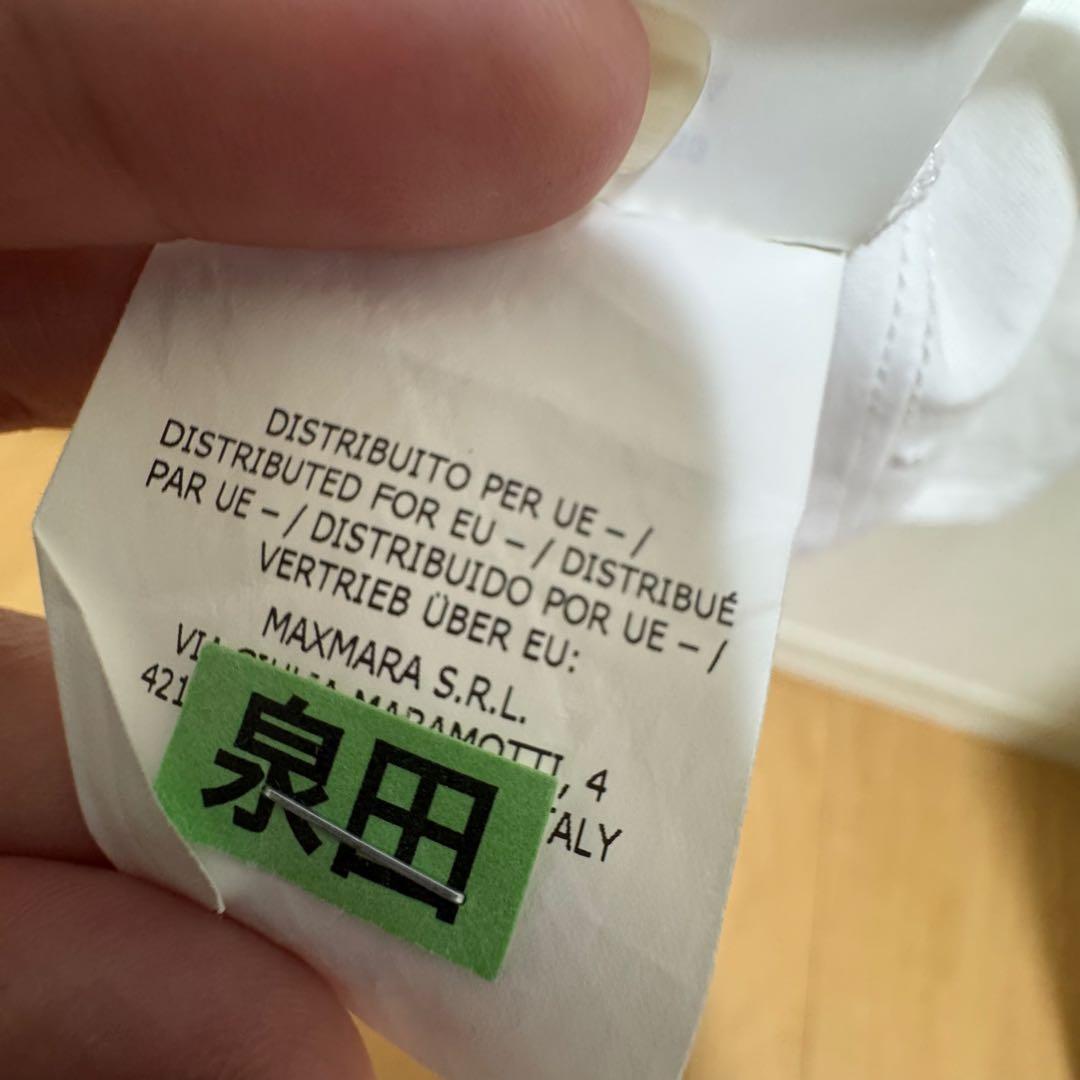 DISTRIBUITO PER UE – /
DISTRIBUTED FOR EU – / DISTRIBUÉ
PAR UE – / DISTRIBUIDO POR UE – /
VERTRIEB ÜBER EU:
MAXMARA S.R.L.
MARAMOTTI, 4
泉田